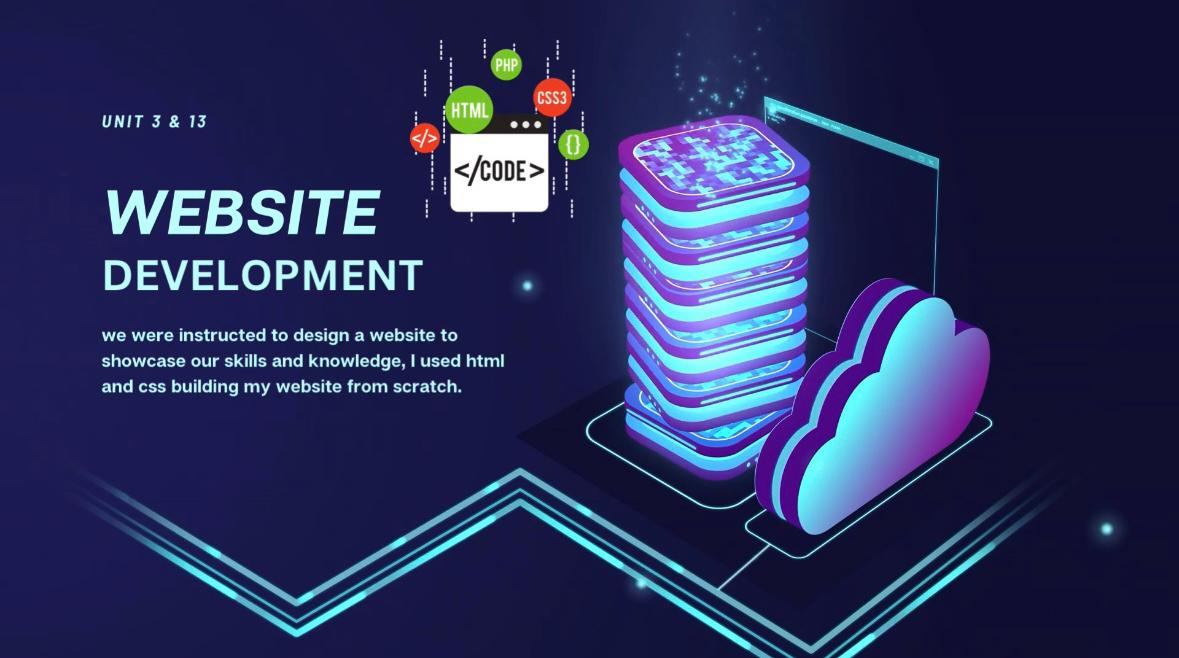 UNIT 3 & 13
PHP
CSS3
HTML
</>
{}
</CODE>
WEBSITE
DEVELOPMENT
we were instructed to design a website to
showcase our skills and knowledge, I used html
and css building my website from scratch.